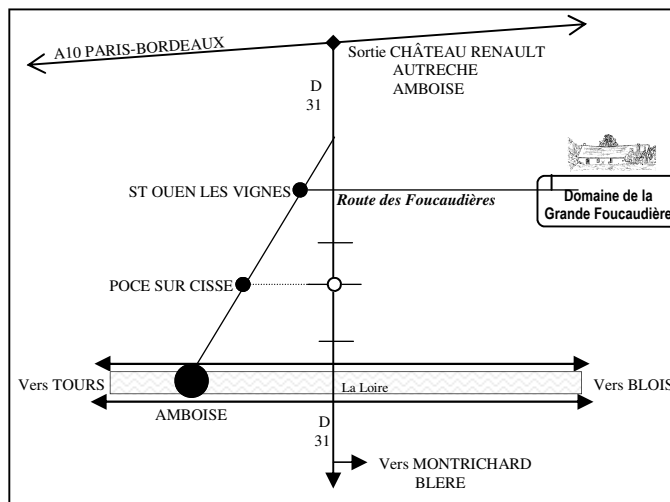 A10 PARIS-BORDEAUX
Sortie CHÂTEAU RENAULT
AUTRECHE
AMBOISE
D
31
ST OUEN LES VIGNES
Route des Foucaudières
Domaine de la
Grande Foucaudière
POCE SUR CISSE
Vers TOURS
La Loire
Vers BLOIS
AMBOISE
D
31
Vers MONTRICHARD
BLERE